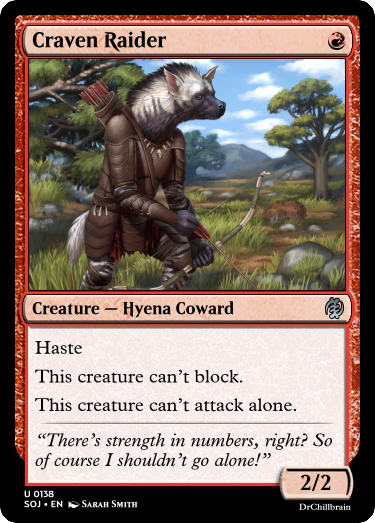 Craven Raider
Creature — Hyena Coward
Haste
This creature can't block.
This creature can't attack alone.
“There's strength in numbers, right? So
of course I shouldn't go alone!”
2/2
U 0138
SOJ • EN Sarah Smith
DrChillbrain